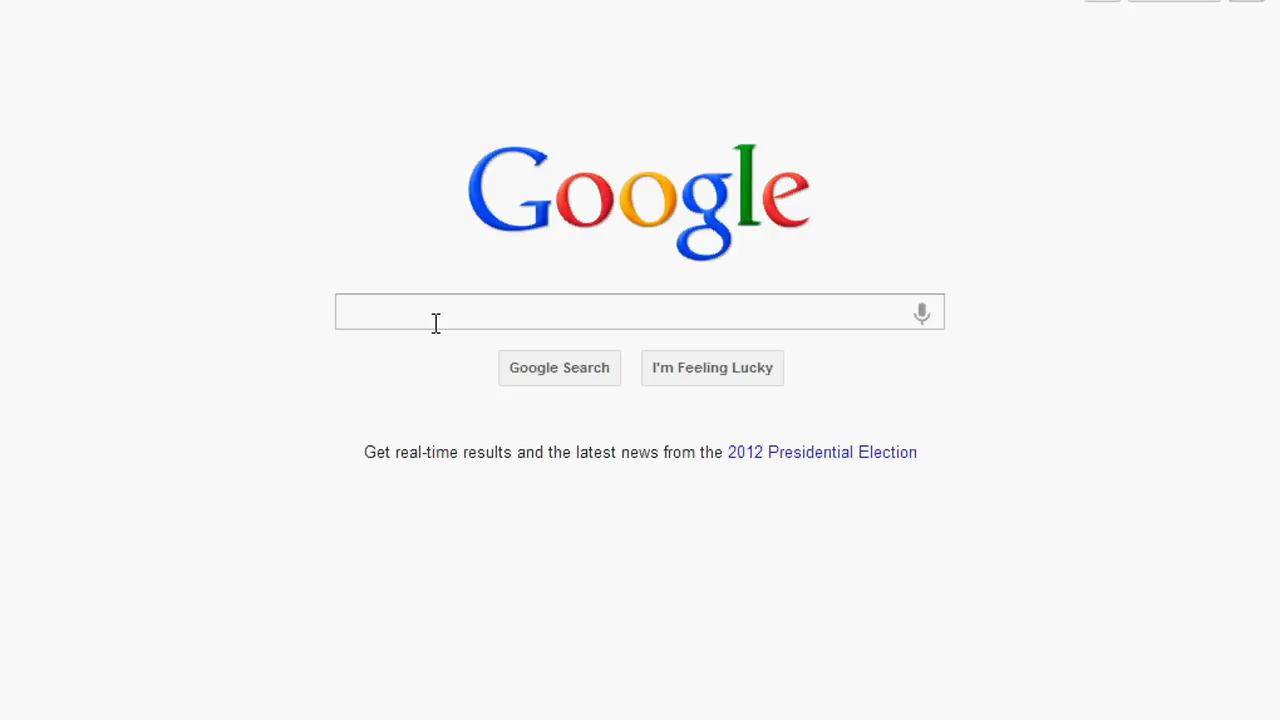 Google
Google Search
I'm Feeling Lucky
Get real-time results and the latest news from the 2012 Presidential Election